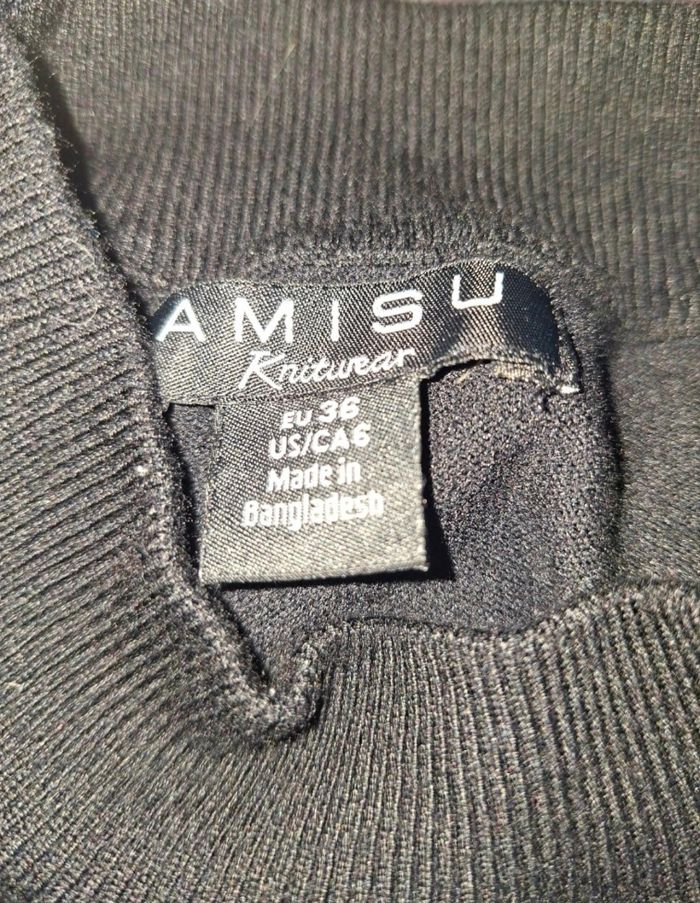 AMISU
Knitwear
EU 36
US/CA 6
Made in
Bangladesh